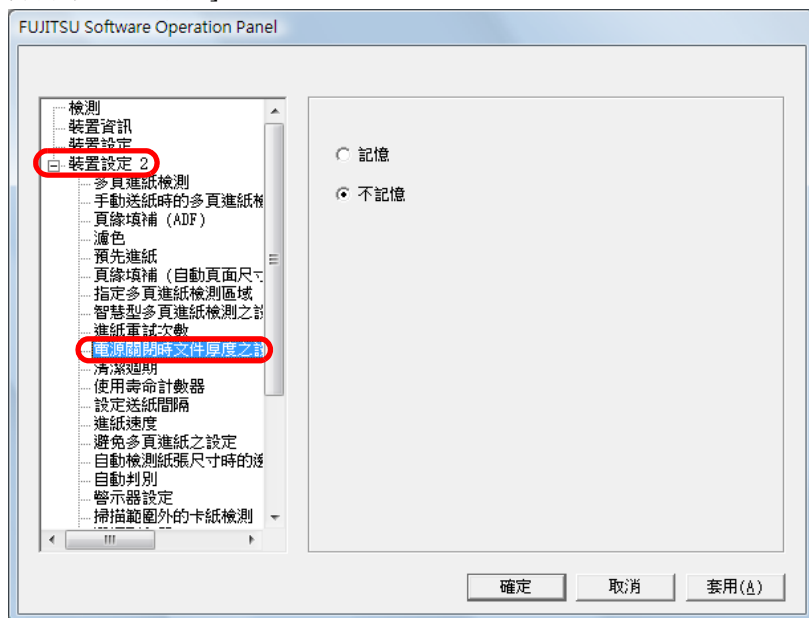 FUJITSU Software Operation Panel
檢測
裝置資訊
裝置設定
裝置設定 2
多頁進紙檢測
手動送紙時的多頁進紙
頁緣填補 (ADF)
濾色
預先進紙
頁緣填補 (自動頁面尺寸
指定多頁進紙檢測區域
智慧型多頁進紙檢測之
進紙重試次數
電源關閉時文件厚度之
清潔週期
使用壽命計數器
設定送紙間隔
進紙速度
避免多頁進紙之設定
自動檢測紙張尺寸時的
自動判別
警示器設定
掃描範圍外的卡紙檢測
記憶
不記憶
確定
取消
套用(A)